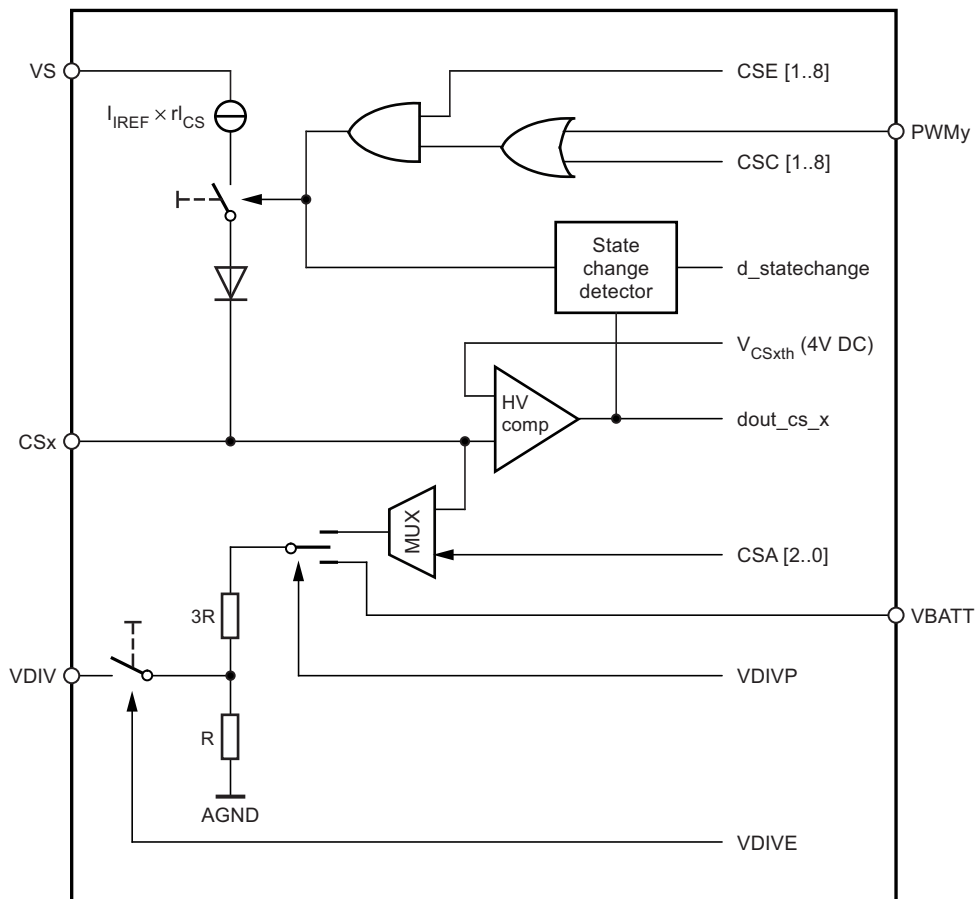 VS
CSE [1..8]
I_IREF × rI_CS
PWMy
CSC [1..8]
State
change
detector
d_statechange
V_CSxth (4V DC)
HV
comp
dout_cs_x
CSx
MUX
CSA [2..0]
3R
VBATT
VDIV
VDIVP
R
AGND
VDIVE